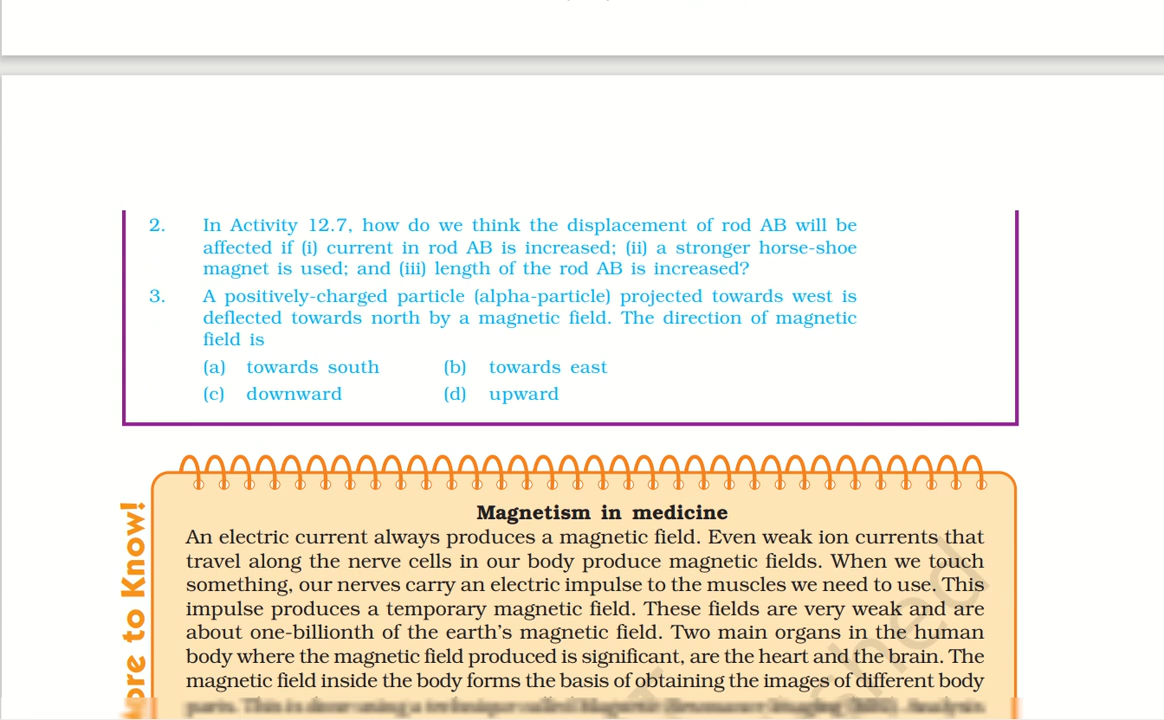 2. In Activity 12.7, how do we think the displacement of rod AB will be
affected if (i) current in rod AB is increased; (ii) a stronger horse-shoe
magnet is used; and (iii) length of the rod AB is increased?
3. A positively-charged particle (alpha-particle) projected towards west is
deflected towards north by a magnetic field. The direction of magnetic
field is
(a) towards south (b) towards east
(c) downward (d) upward
to Know!
Magnetism in medicine
An electric current always produces a magnetic field. Even weak ion currents that
travel along the nerve cells in our body produce magnetic fields. When we touch
something, our nerves carry an electric impulse to the muscles we need to use. This
impulse produces a temporary magnetic field. These fields are very weak and are
about one-billionth of the earth's magnetic field. Two main organs in the human
body where the magnetic field produced is significant, are the heart and the brain. The
magnetic field inside the body forms the basis of obtaining the images of different body